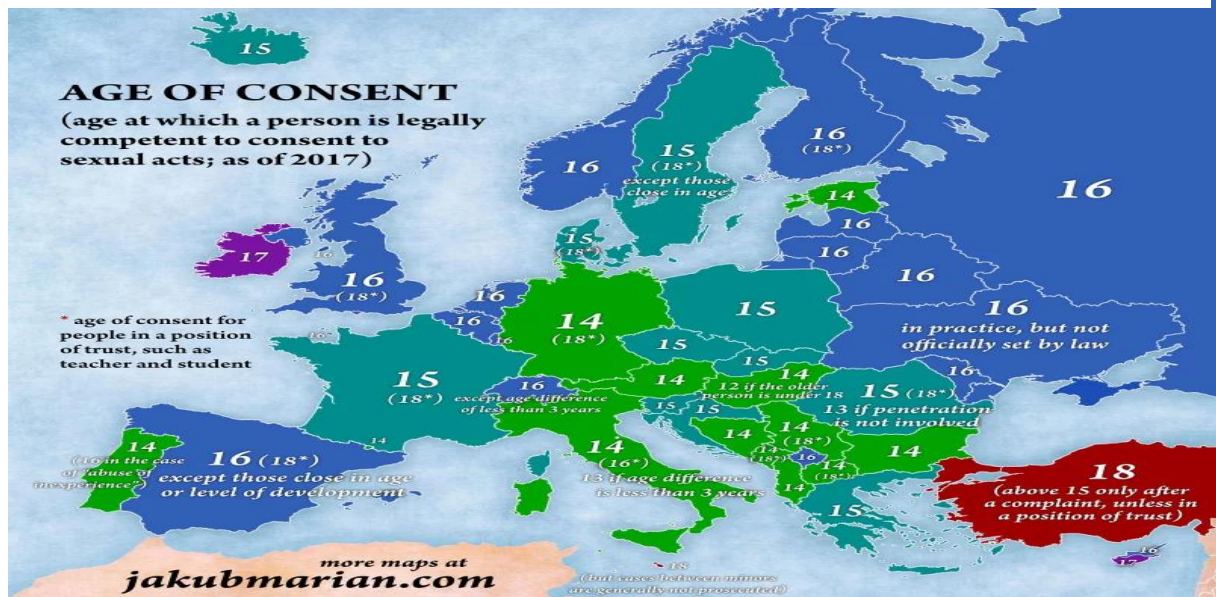 15
AGE OF CONSENT
(age at which a person is legally
competent to consent to
sexual acts; as of 2017)
16
15
(18*)
except those
close in age
16
(18*)
16
14
16
16
17
16
16
(18*)
15
(18*)
16
16
16
14
(18*)
15
16
16
in practice, but not
officially set by law
* age of consent for
people in a position
of trust, such as
teacher and student
16
15
(18*)
16
except age difference
of less than 3 years
15
15
14
14
12 if the older
person is under 18
16
15 (18*)
13 if penetration
is not involved
15
15
14
14
(18*)
14
(18?)
16
14
(18*)
14
14
14
14
(16 in the case
of "abuse of
inexperience")
16 (18*)
except those close in age
or level of development
14
(16*)
13 if age difference
is less than 3 years
15
18
(above 15 only after
a complaint, unless in
a position of trust)
16
17
18
(but cases between minors
are generally not prosecuted)
more maps at
jakubmarian.com